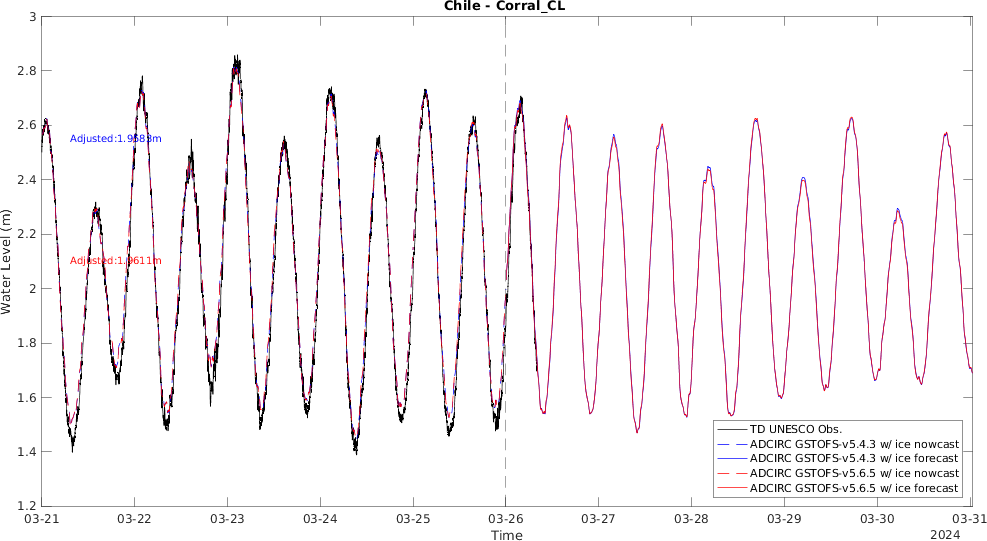 Chile - Corral_CL
3
2.8
2.6
2.4
2.2
2
1.8
1.6
1.4
1.2
Water Level (m)
Adjusted:1.9583m
Adjusted:1.9611m
TD UNESCO Obs.
ADCIRC GSTOFS-v5.4.3 w/ ice nowcast
ADCIRC GSTOFS-v5.4.3 w/ ice forecast
ADCIRC GSTOFS-v5.6.5 w/ ice nowcast
ADCIRC GSTOFS-v5.6.5 w/ ice forecast
03-21 03-22 03-23 03-24 03-25 03-26 03-27 03-28 03-29 03-30 03-31
Time
2024